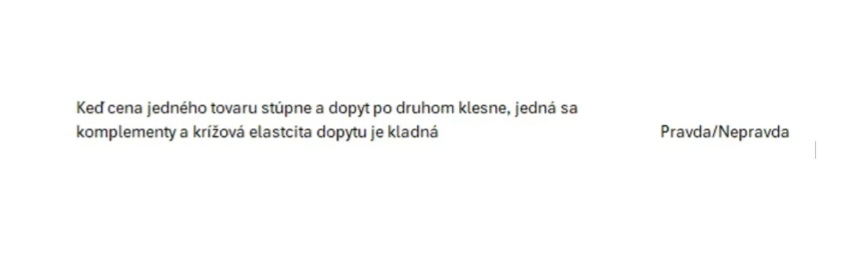 Keď cena jedného tovaru stúpne a dopyt po druhom klesne, jedná sa
komplementy a krížová elastcita dopytu je kladná Pravda/Nepravda